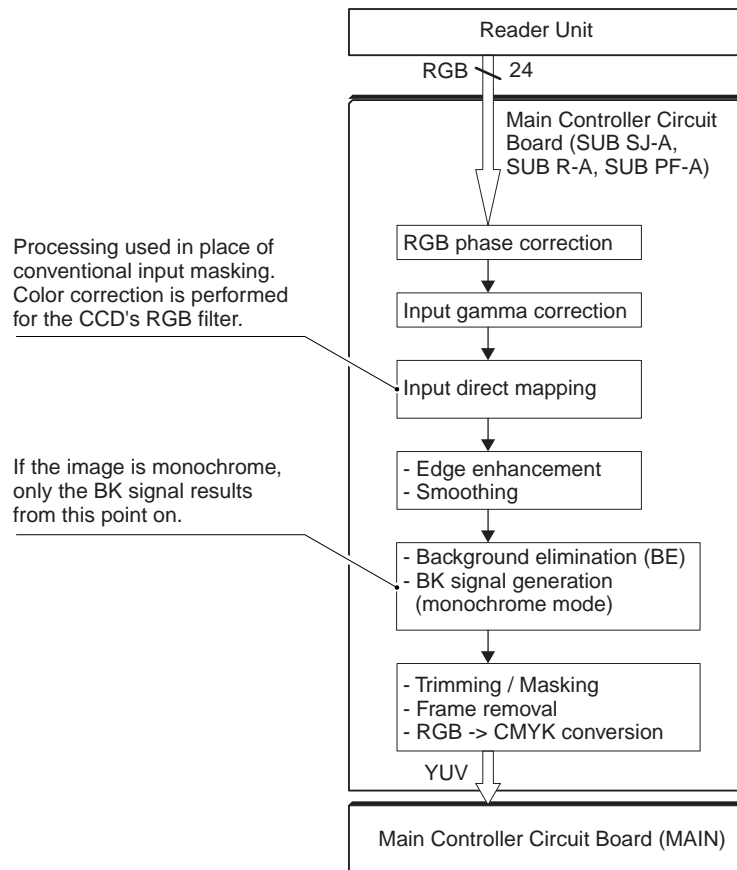 Reader Unit
RGB 24
Main Controller Circuit
Board (SUB SJ-A,
SUB R-A, SUB PF-A)
RGB phase correction
Processing used in place of
conventional input masking.
Color correction is performed
for the CCD's RGB filter.
Input gamma correction
Input direct mapping
If the image is monochrome,
only the BK signal results
from this point on.
- Edge enhancement
- Smoothing
- Background elimination (BE)
- BK signal generation
(monochrome mode)
- Trimming / Masking
- Frame removal
- RGB -> CMYK conversion
YUV
Main Controller Circuit Board (MAIN)